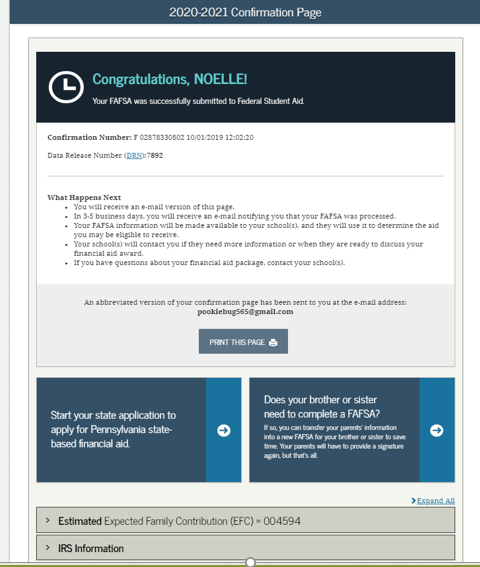 2020-2021 Confirmation Page
Congratulations, NOELLE!
Your FAFSA was successfully submitted to Federal Student Aid.
Confirmation Number: F 02878330802 10/01/2019 12:02:20
Data Release Number (DRN):7892
What Happens Next
• You will receive an e-mail version of this page.
• In 3-5 business days, you will receive an e-mail notifying you that your FAFSA was processed.
• Your FAFSA information will be made available to your school(s), and they will use it to determine the aid
you may be eligible to receive.
• Your school(s) will contact you if they need more information or when they are ready to discuss your
financial aid award.
• If you have questions about your financial aid package, contact your school(s).
An abbreviated version of your confirmation page has been sent to you at the e-mail address:
pookiebug565@gmail.com
PRINT THIS PAGE
Start your state application to
apply for Pennsylvania state-
based financial aid.
Does your brother or sister
need to complete a FAFSA?
If so, you can transfer your parents' information
into a new FAFSA for your brother or sister to save
time. Your parents will have to provide a signature
again, but that's all.
Expand All
Estimated Expected Family Contribution (EFC) = 004594
IRS Information